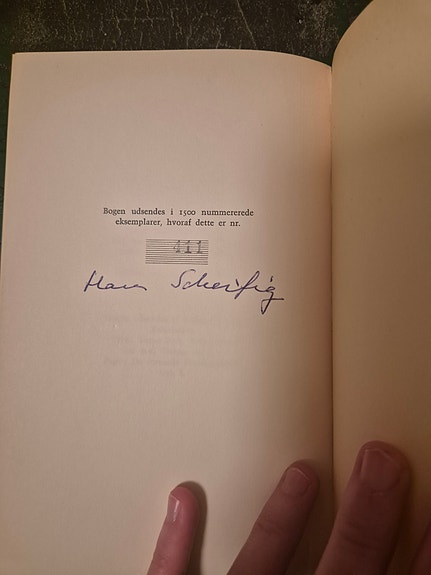 Bogen udsendes i 1500 nummererede
eksemplarer, hvoraf dette er nr.
411
Hans Scherfig